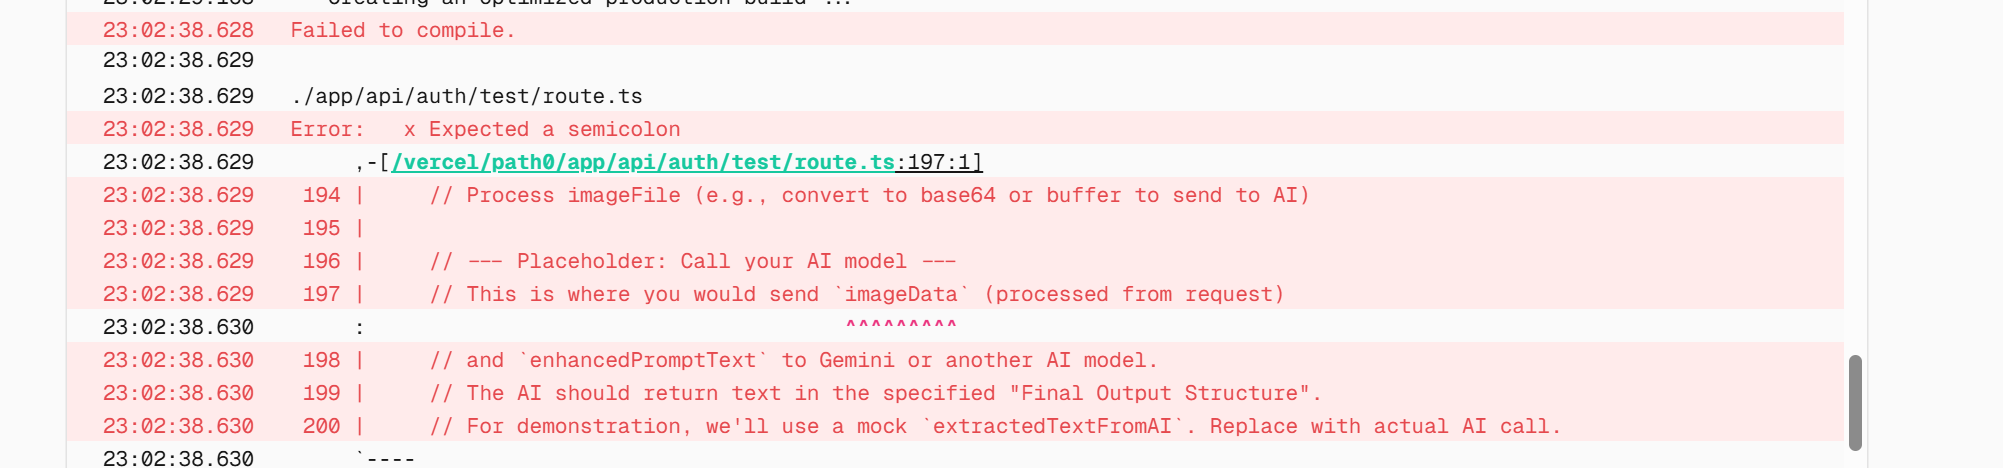 23:02:38.628 Failed to compile.
23:02:38.629
23:02:38.629 ./app/api/auth/test/route.ts
23:02:38.629 Error:   x Expected a semicolon
23:02:38.629 ,-[/vercel/path0/app/api/auth/test/route.ts:197:1]
23:02:38.629 194 |     // Process imageFile (e.g., convert to base64 or buffer to send to AI)
23:02:38.629 195 |
23:02:38.629 196 |     // --- Placeholder: Call your AI model ---
23:02:38.629 197 |     // This is where you would send `imageData` (processed from request)
23:02:38.630 :                                       ^^^^^^^^^
23:02:38.630 198 |     // and `enhancedPromptText` to Gemini or another AI model.
23:02:38.630 199 |     // The AI should return text in the specified "Final Output Structure".
23:02:38.630 200 |     // For demonstration, we'll use a mock `extractedTextFromAI`. Replace with actual AI call.
23:02:38.630 `----